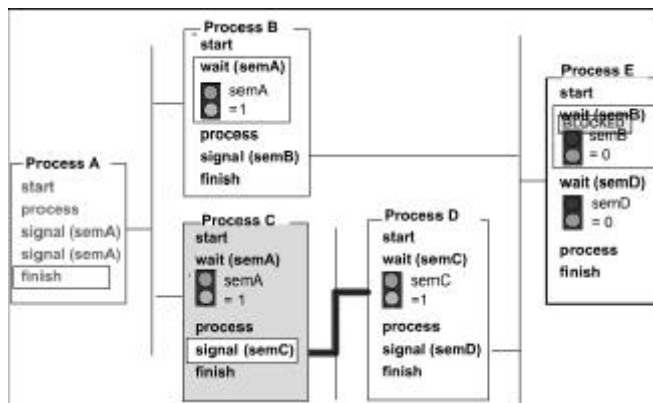 Process A
start
process
signal (semA)
signal (semA)
finish
Process B
start
wait (semA)
semA
=1
process
signal (semB)
finish
Process C
start
wait (semA)
semA
= 1
process
signal (semC)
finish
Process D
start
wait (semC)
semC
=1
process
signal (semD)
finish
Process E
start
wait (semB)
BLOCKED
semB
= 0
wait (semD)
semD
= 0
process
finish